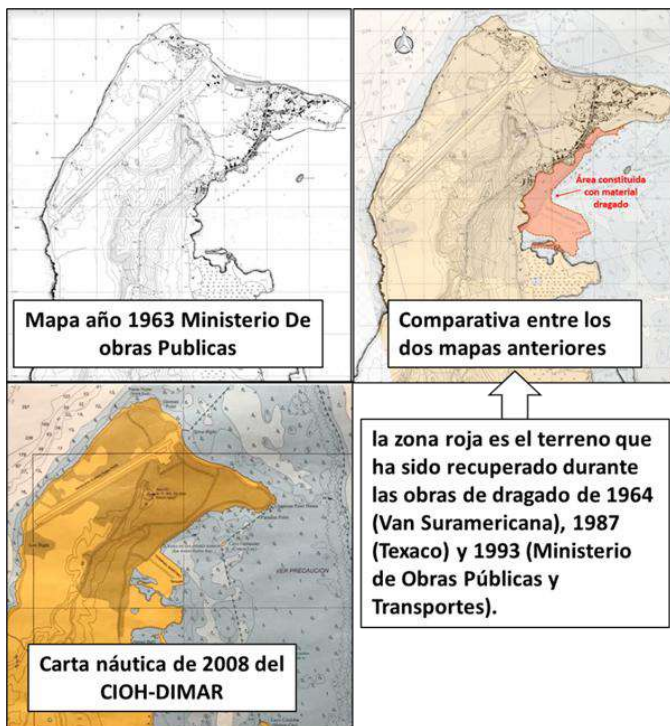 Mapa año 1963 Ministerio De
obras Publicas
Área constituida
con material
dragado
Comparativa entre los
dos mapas anteriores
la zona roja es el terreno que
ha sido recuperado durante
las obras de dragado de 1964
(Van Suramericana), 1987
(Texaco) y 1993 (Ministerio
de Obras Públicas y
Transportes).
VER PRECAUCIÓN
Carta náutica de 2008 del
CIOH-DIMAR